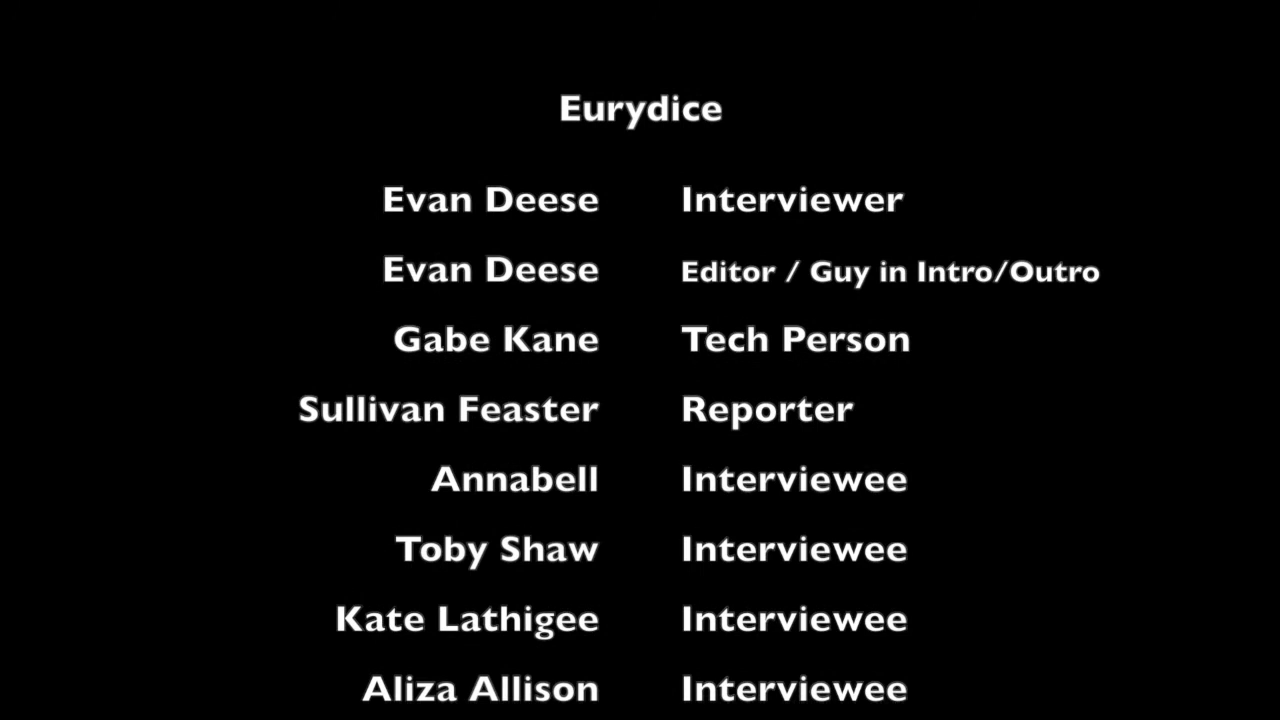 Eurydice
Evan Deese Interviewer
Evan Deese Editor / Guy in Intro/Outro
Gabe Kane Tech Person
Sullivan Feaster Reporter
Annabell Interviewee
Toby Shaw Interviewee
Kate Lathigee Interviewee
Aliza Allison Interviewee